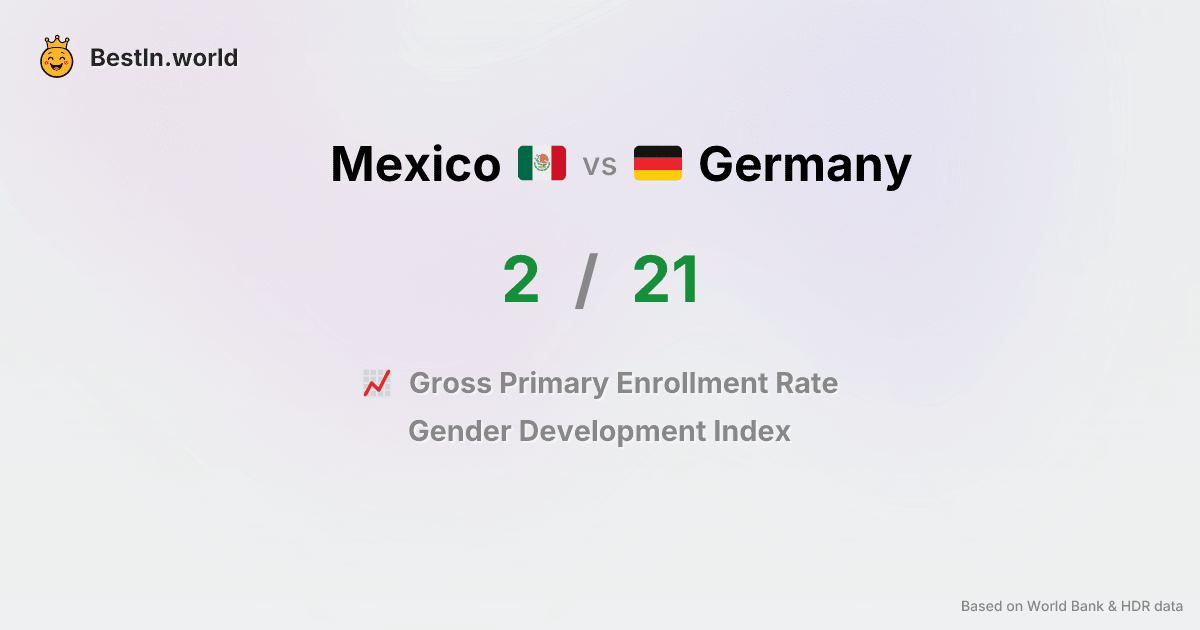 BestIn.world
Mexico vs Germany
2 / 21
Gross Primary Enrollment Rate
Gender Development Index
Based on World Bank & HDR data